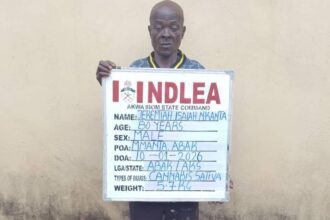 NDLEA
AKWA IBOM STATE COMMAND
NAME: JEREMIAH ISAIAH NKANTA
AGE: 80 YEARS
SEX: MALE
POA: MMANTA ABAK
DOA: 10-01-2026
LGA/STATE: ABAK / AKS
TYPES OF DRUGS: CANNABIS SATIVA
WEIGHT: 5.7KG